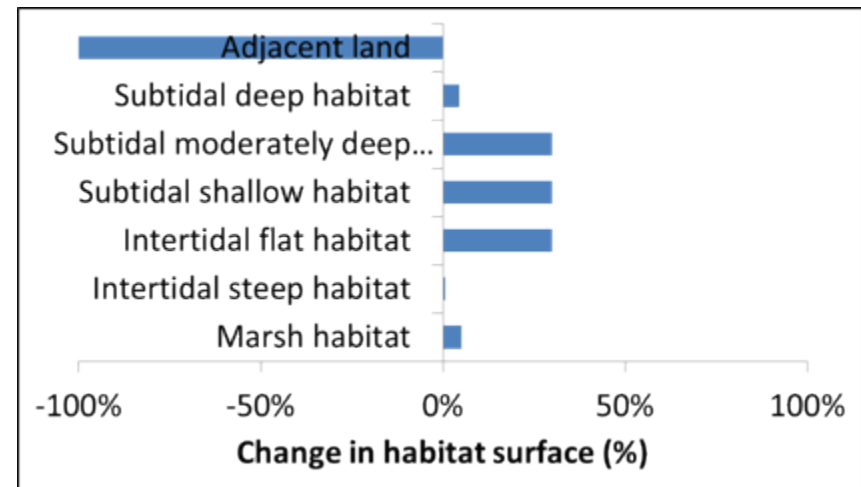 Adjacent land
Subtidal deep habitat
Subtidal moderately deep...
Subtidal shallow habitat
Intertidal flat habitat
Intertidal steep habitat
Marsh habitat
-100% -50% 0% 50% 100%
Change in habitat surface (%)